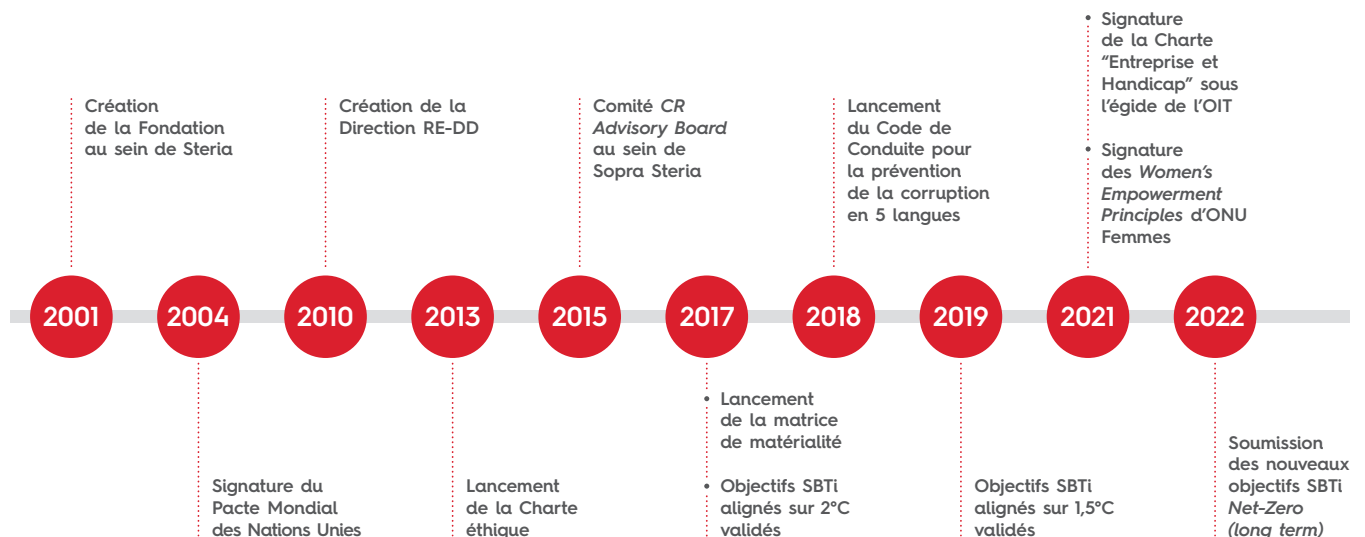 Création
de la Fondation
au sein de Steria
Création de la
Direction RE-DD
Comité CR
Advisory Board
au sein de
Sopra Steria
Lancement
du Code de
Conduite pour
la prévention
de la corruption
en 5 langues
• Signature
de la Charte
“Entreprise et
Handicap” sous
l’égide de l’OIT
• Signature
des Women’s
Empowerment
Principles d’ONU
Femmes
2001
2004
2010
2013
2015
2017
2018
2019
2021
2022
Signature du
Pacte Mondial
des Nations Unies
Lancement
de la Charte
éthique
• Lancement
de la matrice
de matérialité
• Objectifs SBTi
alignés sur 2°C
validés
Objectifs SBTi
alignés sur 1,5°C
validés
Soumission
des nouveaux
objectifs SBTi
Net-Zero
(long term)